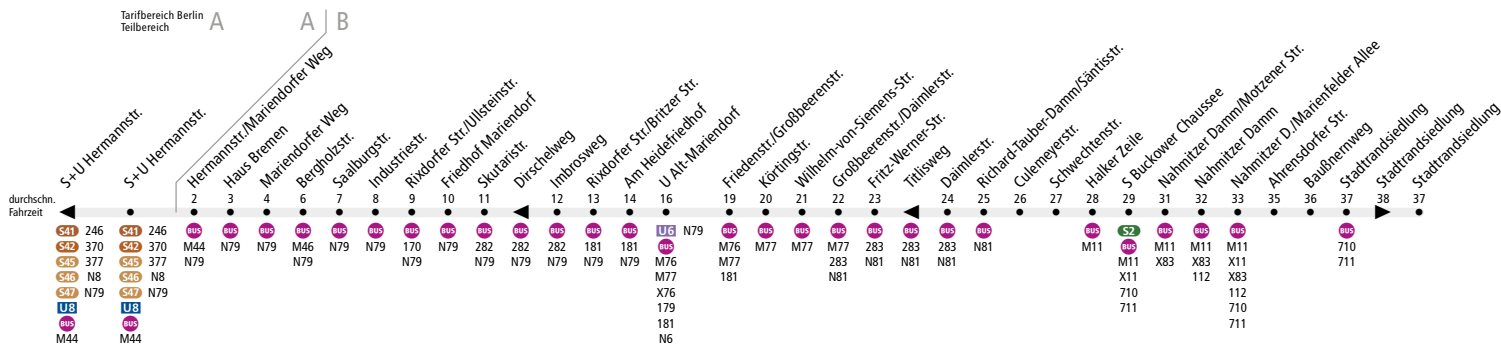 Tarifbereich Berlin
Teilbereich
A
A
B
S+U Hermannstr.
S+U Hermannstr.
Hermannstr./Mariendorfer Weg
Haus Bremen
Mariendorfer Weg
Bergholzstr.
Saalburgstr.
Industriestr.
Rixdorfer Str./Ullsteinstr.
Friedhof Mariendorf
Skutaristr.
Dirschelweg
Imbrosweg
Rixdorfer Str./Britzer Str.
Am Heidefriedhof
U Alt-Mariendorf
Friedenstr./Großbeerenstr.
Körtingstr.
Wilhelm-von-Siemens-Str.
Großbeerenstr./Daimlerstr.
Fritz-Werner-Str.
Titlisweg
Daimlerstr.
Richard-Tauber-Damm/Säntisstr.
Culemeyerstr.
Schwechtenstr.
Halker Zeile
S Buckower Chaussee
Nahmitzer Damm/Motzener Str.
Nahmitzer Damm
Nahmitzer D./Marienfelder Allee
Ahrensdorfer Str.
Baußnernweg
Stadtrandsiedlung
Stadtrandsiedlung
Stadtrandsiedlung
durchschn.
Fahrzeit
2 3 4 6 7 8 9 10 11 12 13 14 16 19 20 21 22 23 24 25 26 27 28 29 31 32 33 35 36 37 38 37
S41 246
S42 370
S45 377
S46 N8
S47 N79
U8
BUS
M44
S41 246
S42 370
S45 377
S46 N8
S47 N79
U8
BUS
M44
BUS
M44
N79
BUS
N79
BUS
N79
BUS
M46
N79
BUS
N79
BUS
N79
BUS
170
N79
BUS
N79
BUS
282
N79
BUS
282
N79
BUS
282
N79
BUS
181
N79
BUS
181
N79
U6 N79
BUS
M76
M77
X76
179
181
N6
BUS
M76
M77
181
BUS
M77
BUS
M77
BUS
M77
283
N81
BUS
283
N81
BUS
283
N81
BUS
283
N81
BUS
N81
BUS
M11
S2
BUS
M11
X11
710
711
BUS
M11
X83
BUS
M11
X83
112
BUS
M11
X11
X83
112
710
711
BUS
710
711